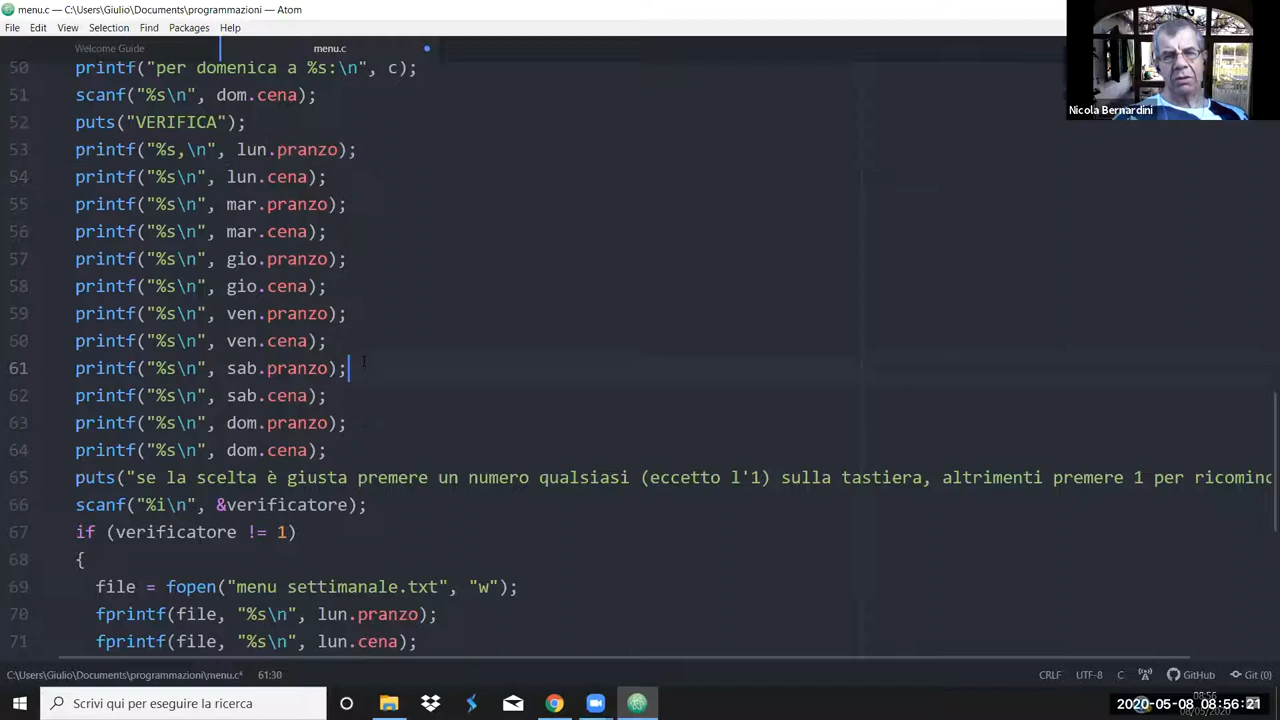 menu.c — C:\Users\Giulio\Documents\programmazioni — Atom
File Edit View Selection Find Packages Help
Welcome Guide
menu.c
Nicola Bernardini
50 printf("per domenica a %s:\n", c);
51 scanf("%s\n", dom.cena);
52 puts("VERIFICA");
53 printf("%s,\n", lun.pranzo);
54 printf("%s\n", lun.cena);
55 printf("%s\n", mar.pranzo);
56 printf("%s\n", mar.cena);
57 printf("%s\n", gio.pranzo);
58 printf("%s\n", gio.cena);
59 printf("%s\n", ven.pranzo);
60 printf("%s\n", ven.cena);
61 printf("%s\n", sab.pranzo);
62 printf("%s\n", sab.cena);
63 printf("%s\n", dom.pranzo);
64 printf("%s\n", dom.cena);
65 puts("se la scelta è giusta premere un numero qualsiasi (eccetto l'1) sulla tastiera, altrimenti premere 1 per ricominc
66 scanf("%i\n", &verificatore);
67 if (verificatore != 1)
68 {
69 file = fopen("menu settimanale.txt", "w");
70 fprintf(file, "%s\n", lun.pranzo);
71 fprintf(file, "%s\n", lun.cena);
C:\Users\Giulio\Documents\programmazioni\menu.c* 61:30
CRLF UTF-8 C GitHub Git (0)
Scrivi qui per eseguire la ricerca
08:56
08/05/2020
2020-05-08 08:56:21